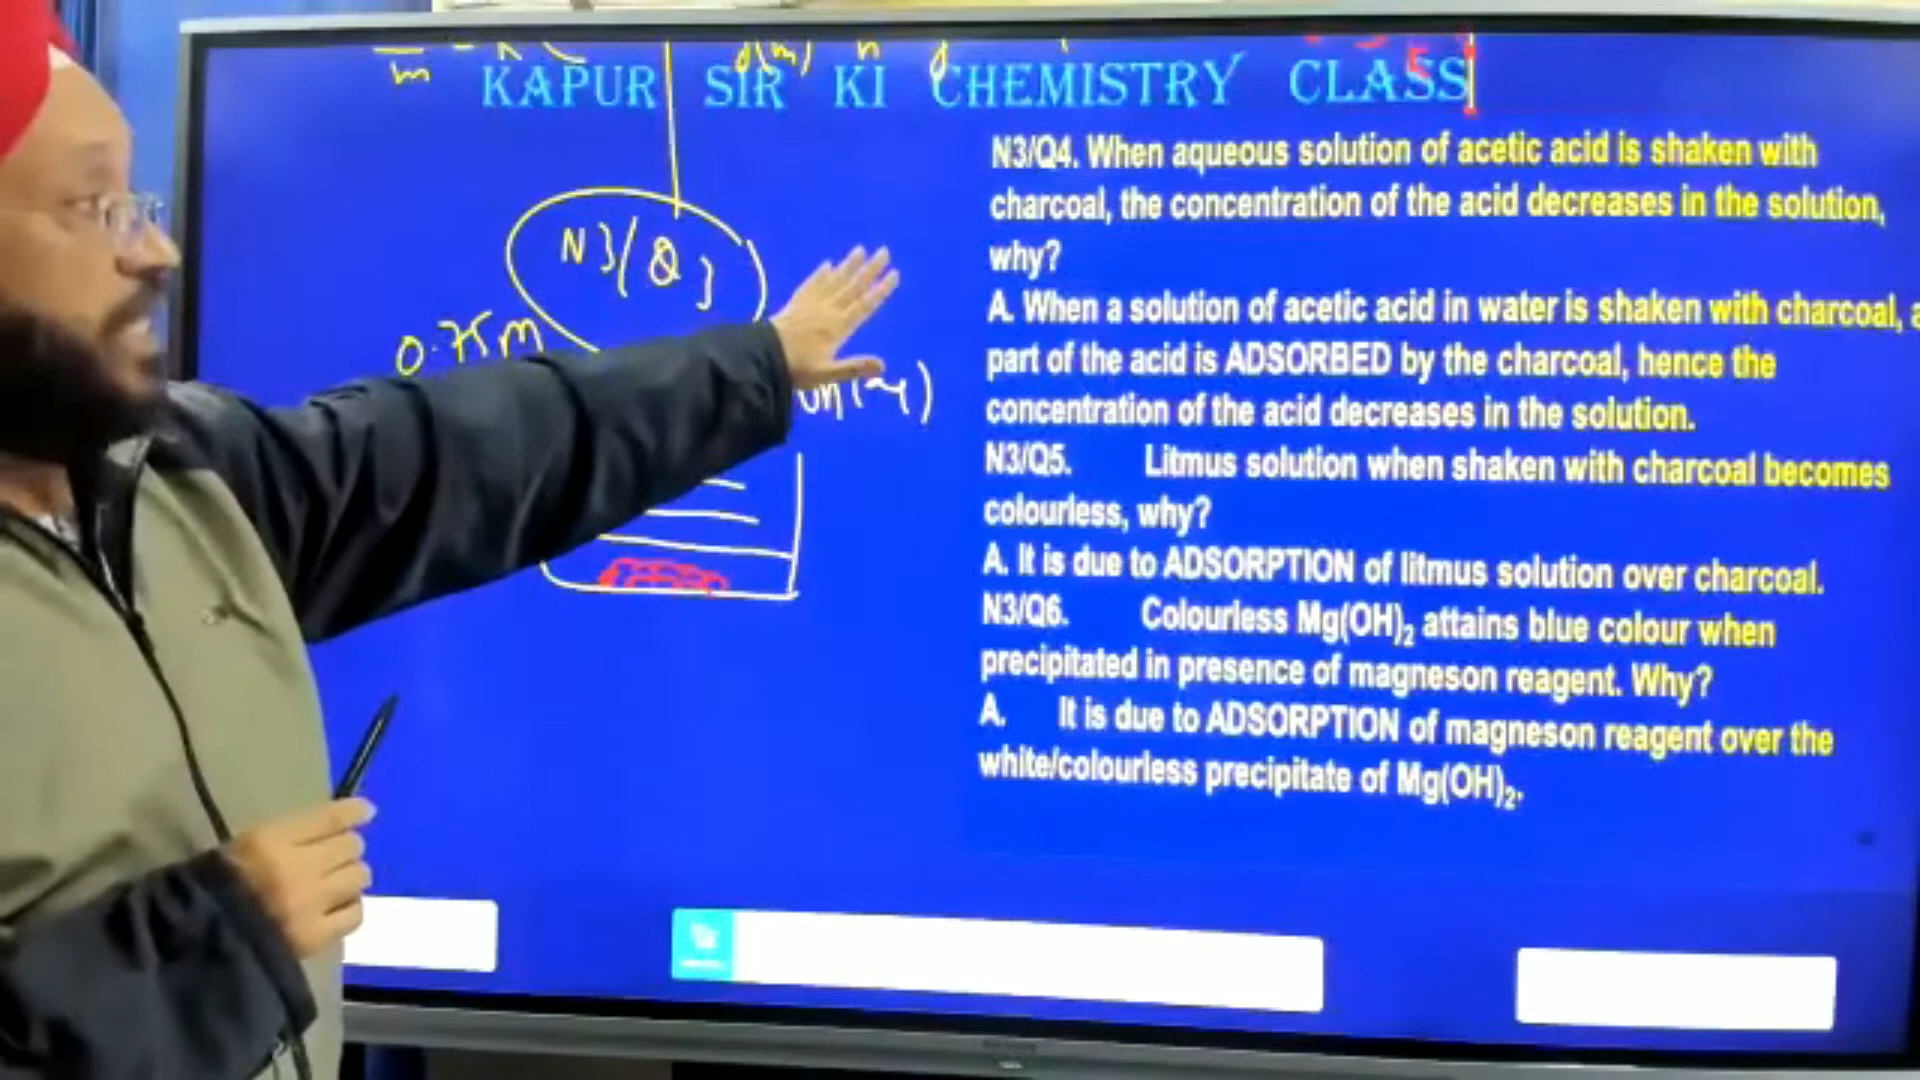 KAPUR SIR KI CHEMISTRY CLASS
N3/Q3
0.75m
N3/Q4. When aqueous solution of acetic acid is shaken with
charcoal, the concentration of the acid decreases in the solution,
why?
A. When a solution of acetic acid in water is shaken with charcoal, a
part of the acid is ADSORBED by the charcoal, hence the
concentration of the acid decreases in the solution.
N3/Q5. Litmus solution when shaken with charcoal becomes
colourless, why?
A. It is due to ADSORPTION of litmus solution over charcoal.
N3/Q6. Colourless Mg(OH)₂ attains blue colour when
precipitated in presence of magneson reagent. Why?
A. It is due to ADSORPTION of magneson reagent over the
white/colourless precipitate of Mg(OH)₂.